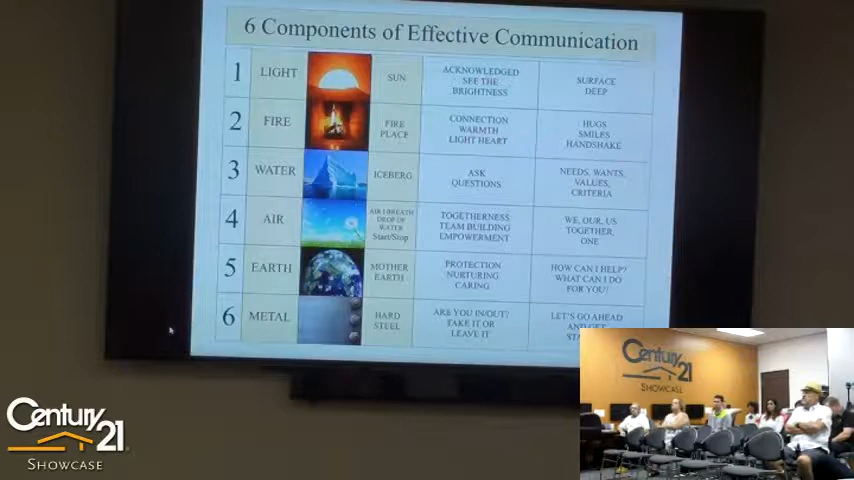 6 Components of Effective Communication
1 LIGHT SUN ACKNOWLEDGED SURFACE
SEE THE DEEP
BRIGHTNESS
2 FIRE FIRE CONNECTION HUGS
PLACE WARMTH SMILES
LIGHT HEART HANDSHAKE
3 WATER ICEBERG ASK NEEDS, WANTS,
QUESTIONS VALUES,
CRITERIA
4 AIR AIR BREATH TOGETHERNESS WE, OUR, US
DROP OF TEAM BUILDING TOGETHER,
WATER EMPOWERMENT ONE
Start/Stop
5 EARTH MOTHER PROTECTION HOW CAN I HELP?
EARTH NURTURING WHAT CAN I DO
CARING FOR YOU?
6 METAL HARD ARE YOU IN/OUT? LET'S GO AHEAD
STEEL TAKE IT OR AND GET
LEAVE IT
Century 21
SHOWCASE
Century 21
SHOWCASE